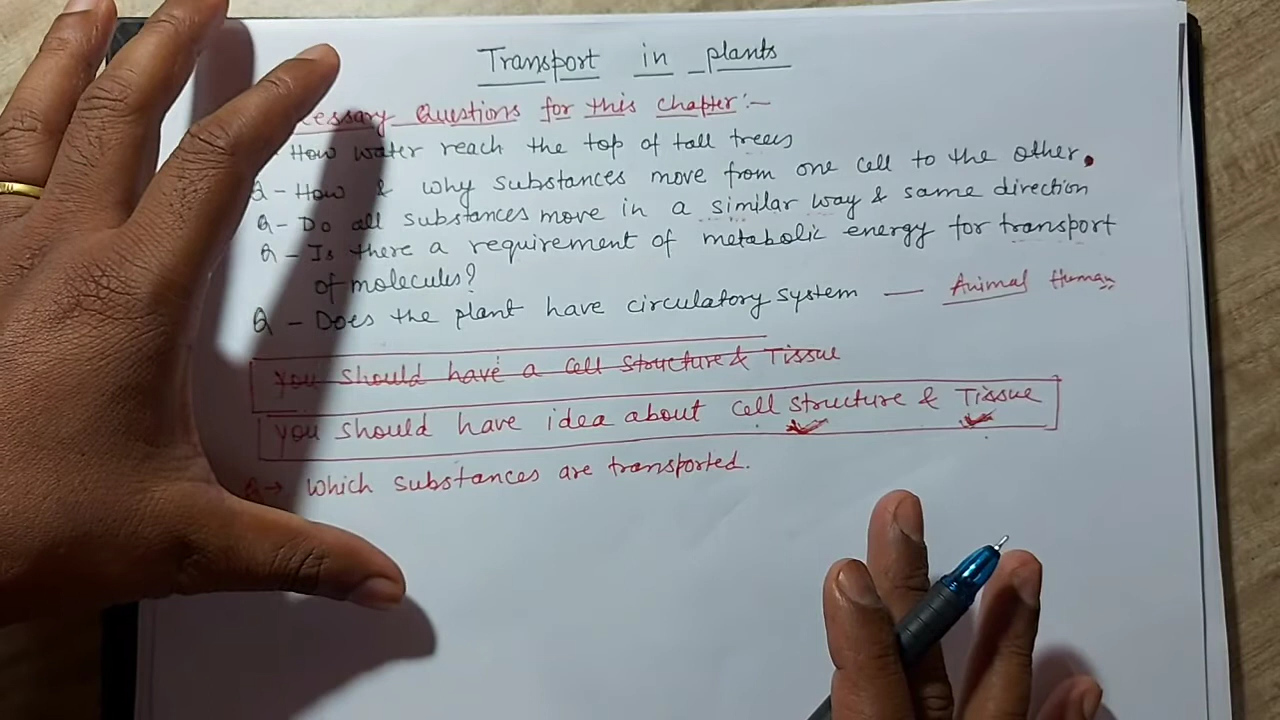 Transport in plants
cessary Questions for this chapter:-
How water reach the top of tall trees
Q - How & why substances move from one cell to the other.
Q - Do all substances move in a similar way & same direction
Q - Is there a requirement of metabolic energy for transport
of molecules?
Q - Does the plant have circulatory system — Animal Human
you should have a cell structure & Tissue
you should have idea about cell structure & Tissue
Q → which substances are transported.